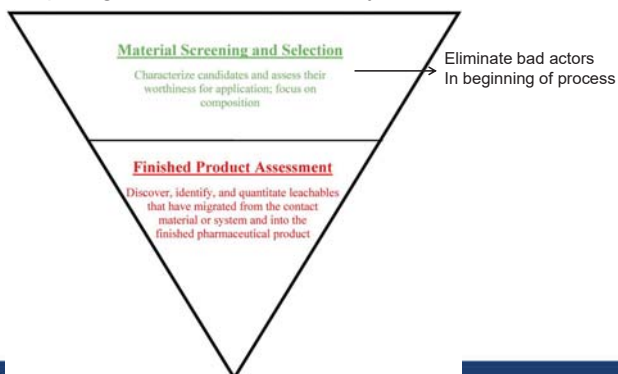 Material Screening and Selection
Characterize candidates and assess their
worthiness for application; focus on
composition
Eliminate bad actors
In beginning of process
Finished Product Assessment
Discover, identify, and quantitate leachables
that have migrated from the contact
material or system and into the
finished pharmaceutical product